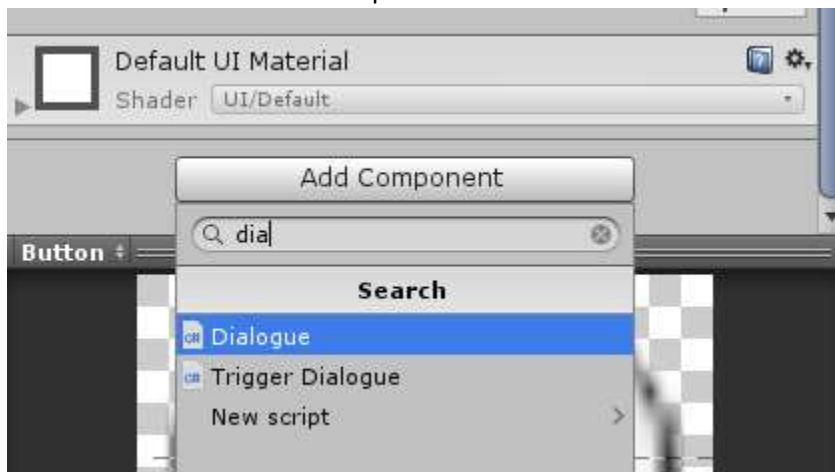 Default UI Material
Shader UI/Default
Add Component
dia
Button
Search
c# Dialogue
c# Trigger Dialogue
New script